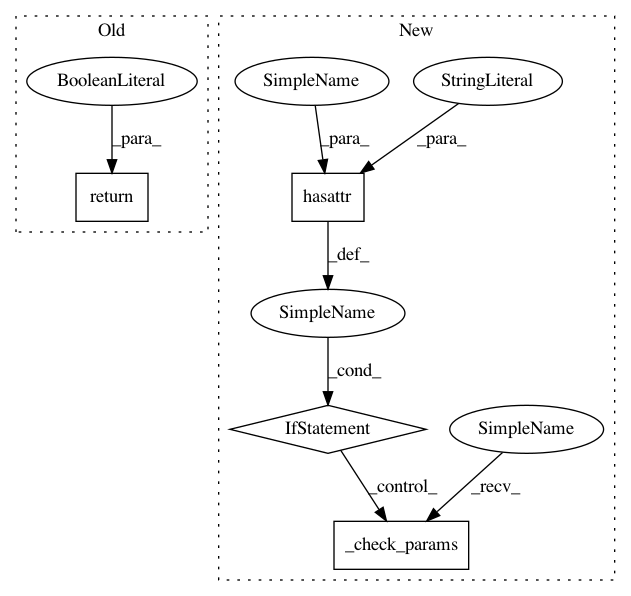 Old
New
BooleanLiteral
SimpleName
StringLiteral
_para_
_para_
_para_
return
hasattr
_def_
SimpleName
_cond_
IfStatement
SimpleName
_control_
_recv_
_check_params